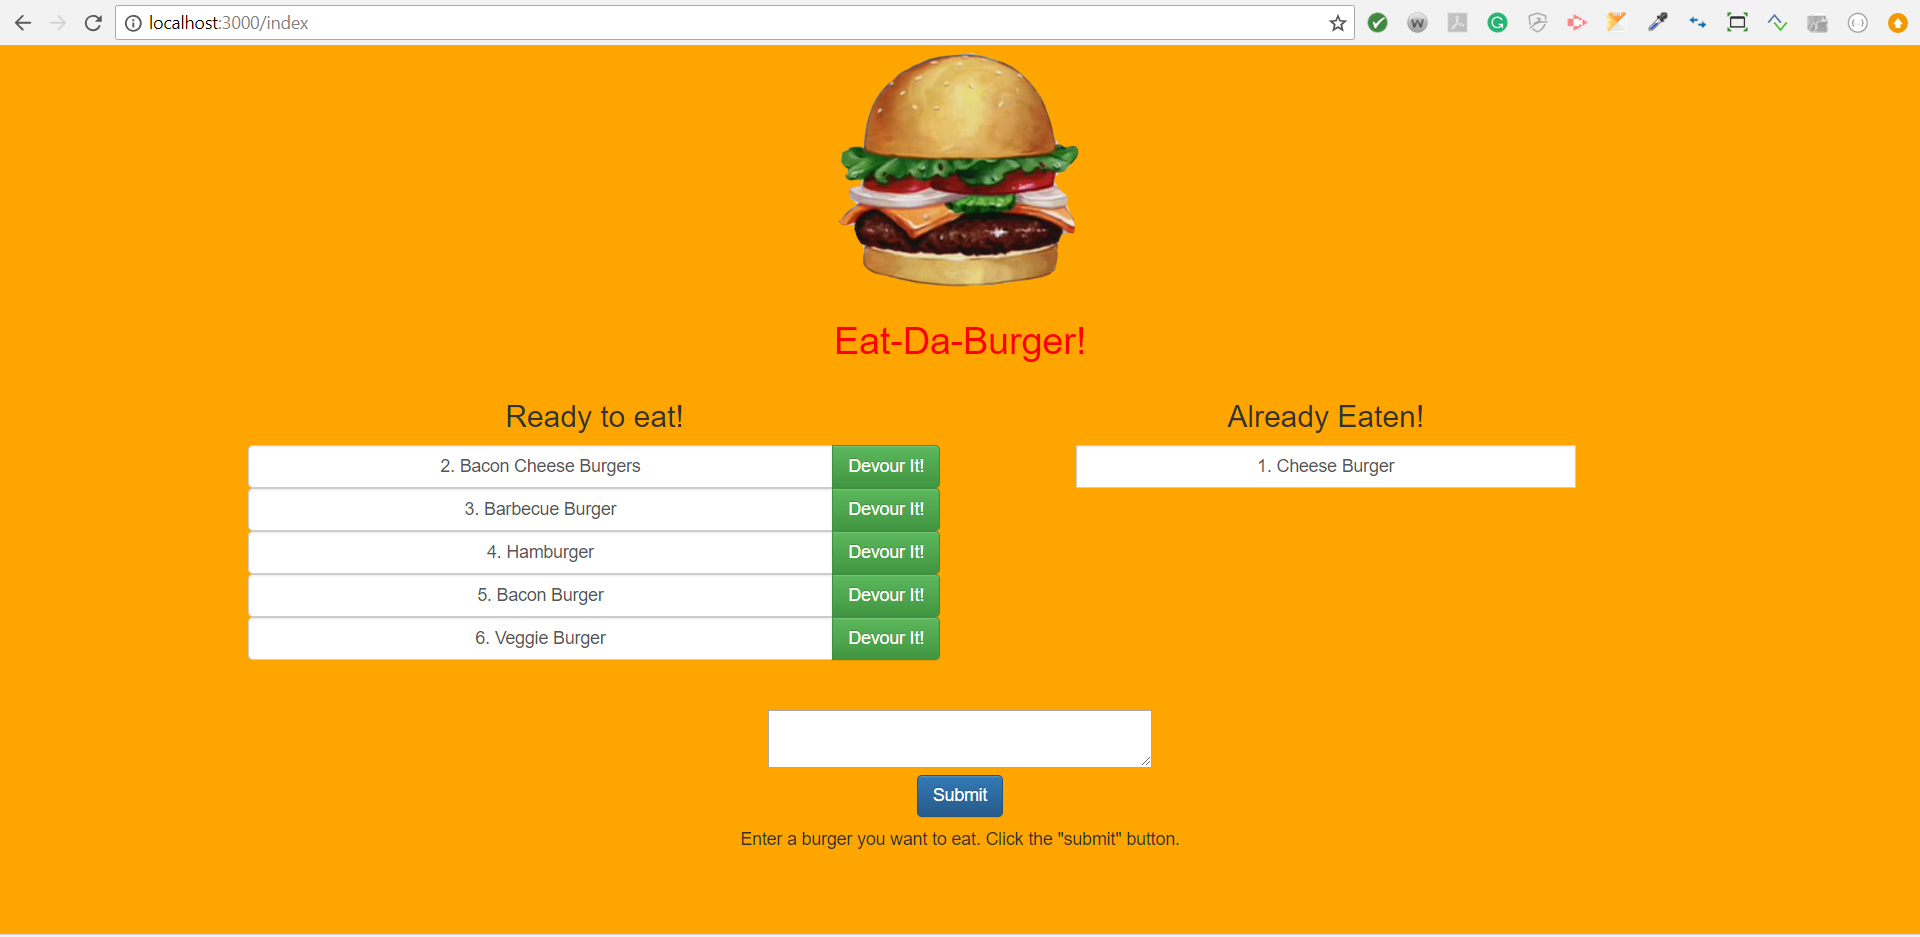 localhost:3000/index
Eat-Da-Burger!
Ready to eat!
2. Bacon Cheese Burgers Devour It!
3. Barbecue Burger Devour It!
4. Hamburger Devour It!
5. Bacon Burger Devour It!
6. Veggie Burger Devour It!
Already Eaten!
1. Cheese Burger
Submit
Enter a burger you want to eat. Click the "submit" button.